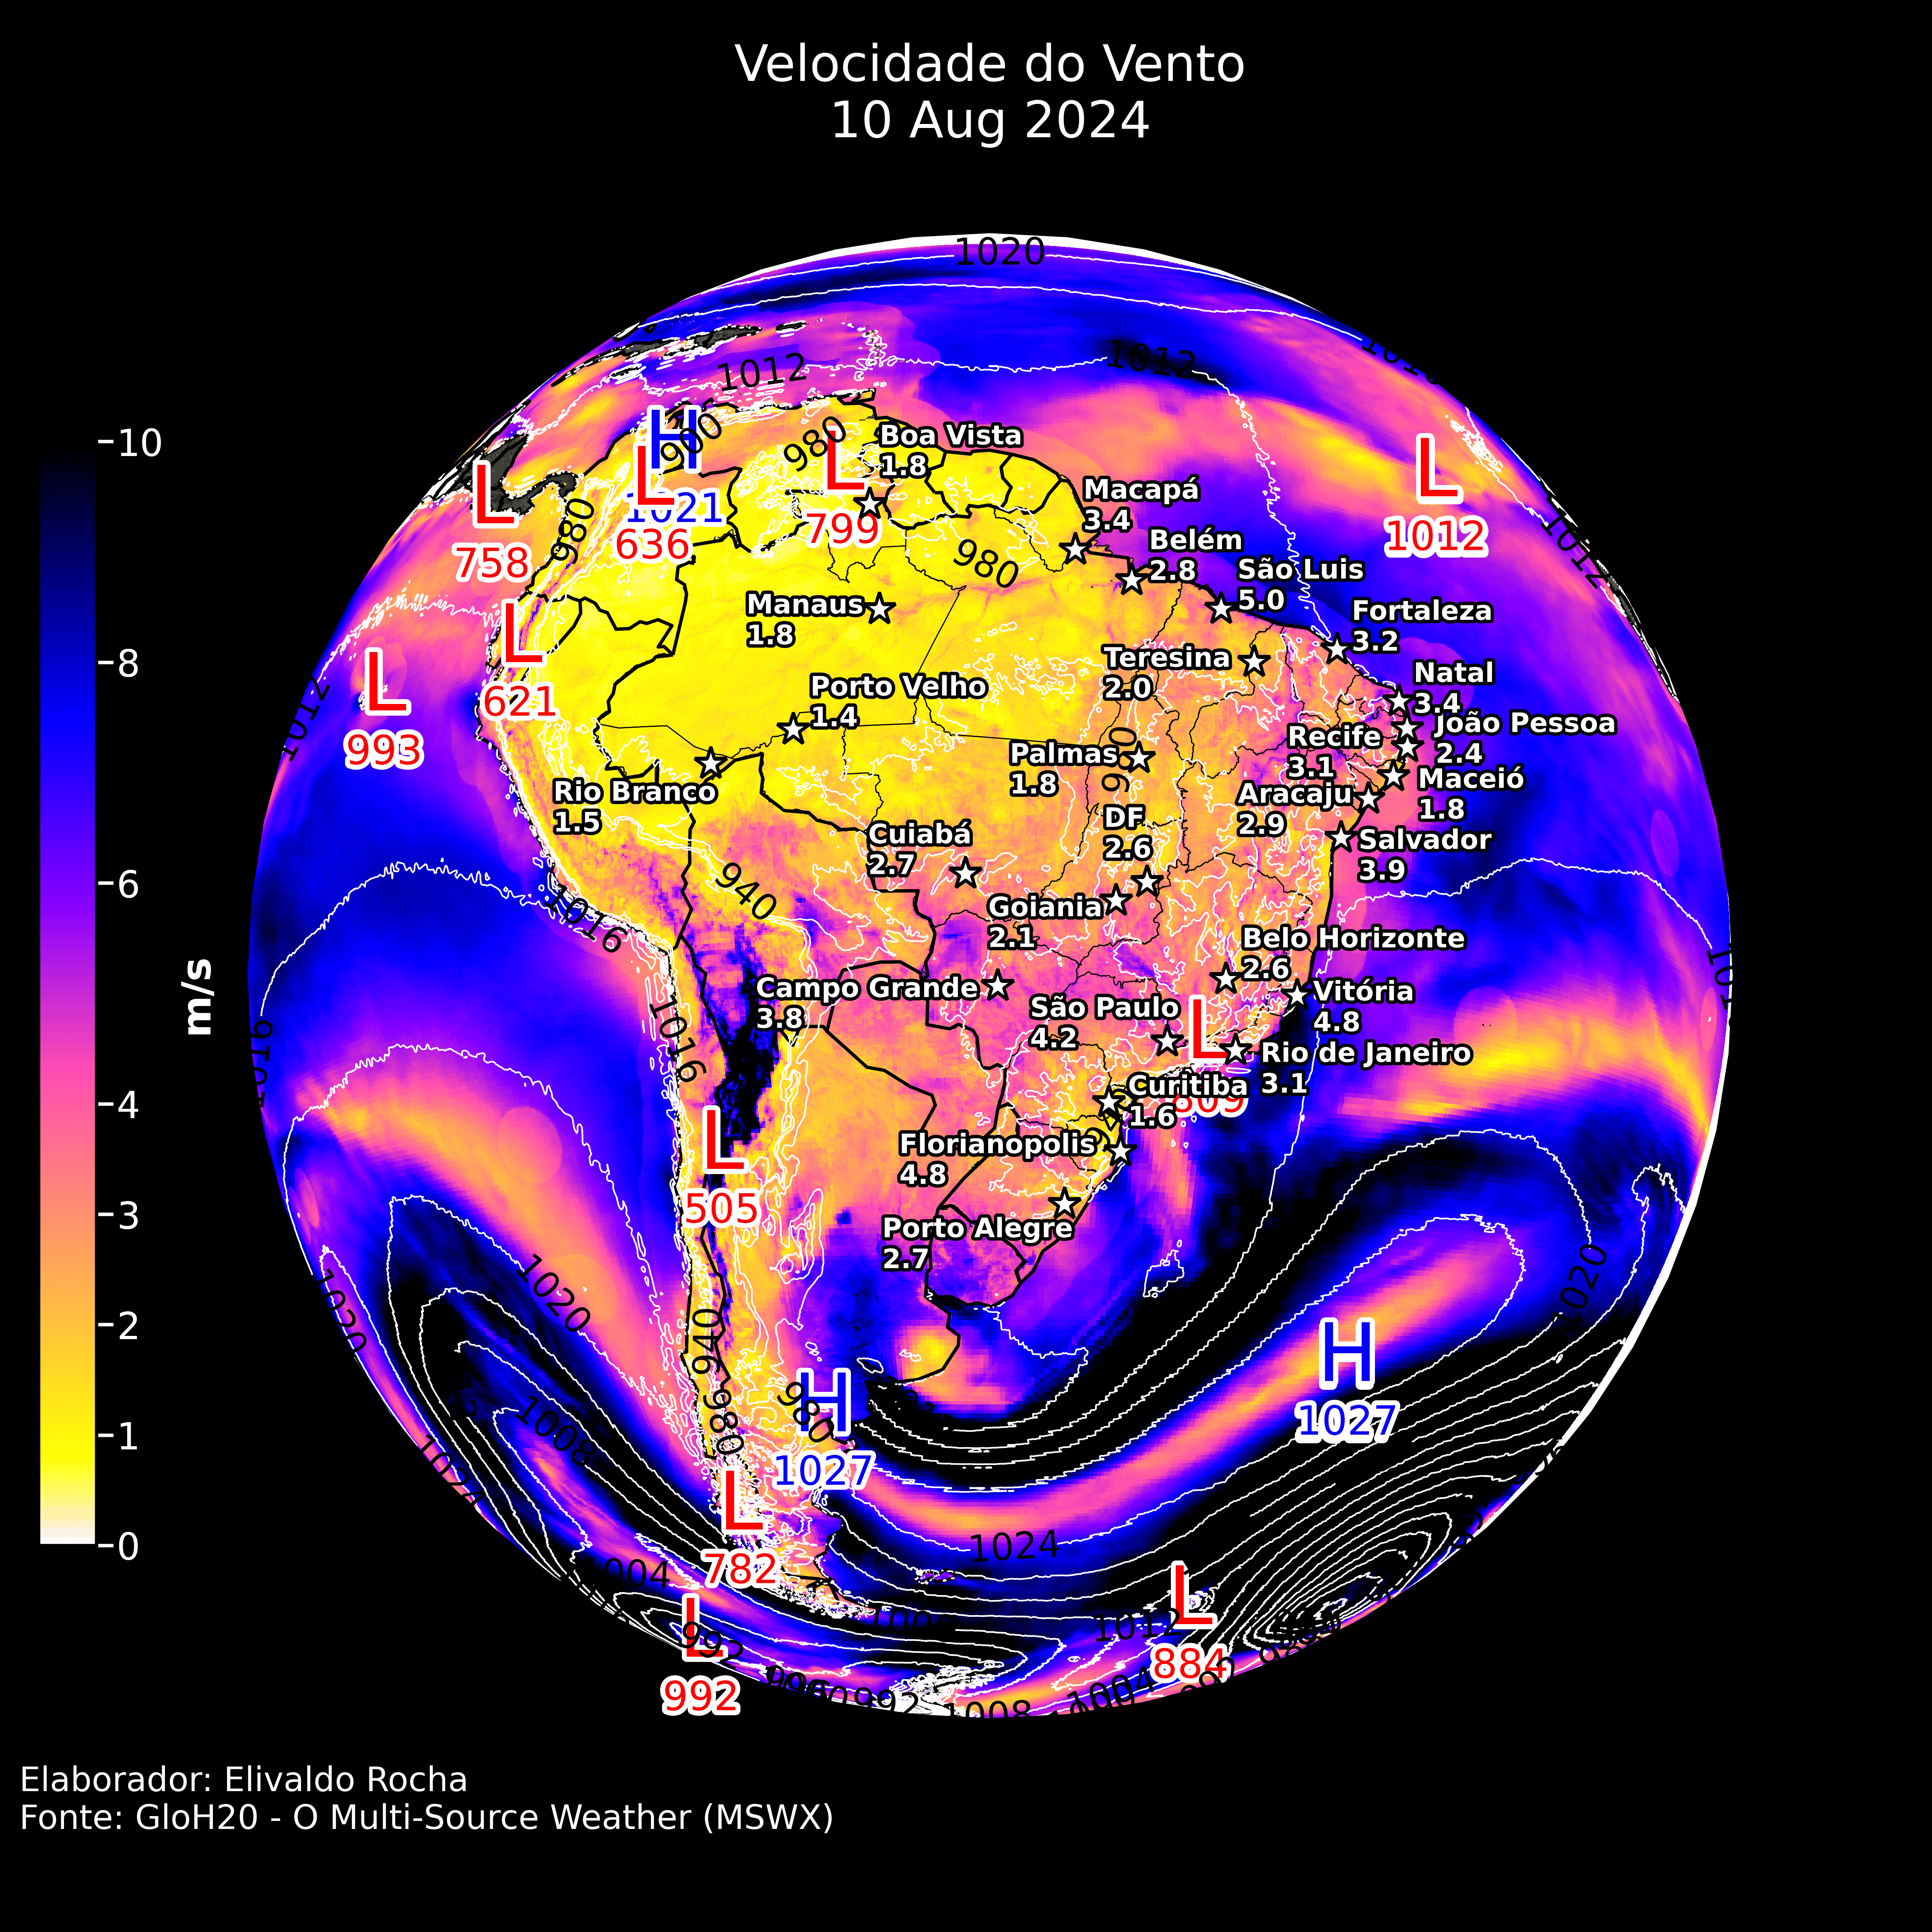 Velocidade do Vento
10 Aug 2024
1020
1012
1012
H
1021
900
980
L
799
Boa Vista
1.8
L
636
L
758
L
1012
1012
980
980
Macapá
3.4
Belém
2.8
São Luis
5.0
Fortaleza
3.2
Manaus
1.8
L
621
L
993
1012
Teresina
2.0
Natal
3.4
Porto Velho
1.4
João Pessoa
2.4
Recife
3.1
Palmas
1.8
Maceió
1.8
Rio Branco
1.5
Aracaju
2.9
DF
2.6
Cuiabá
2.7
Salvador
3.9
940
1016
Goiania
2.1
Belo Horizonte
2.6
Campo Grande
3.8
Vitória
4.8
São Paulo
4.2
L
1016
1016
Rio de Janeiro
3.1
Curitiba
1.6
L
505
Florianopolis
4.8
Porto Alegre
2.7
1020
1020
1020
940
980
H
980
1027
H
1027
1008
1024
L
782
1024
1004
L
992
992
L
1012
884
992
1008
1004
10
8
6
4
3
2
1
0
m/s
Elaborador: Elivaldo Rocha
Fonte: GloH20 - O Multi-Source Weather (MSWX)